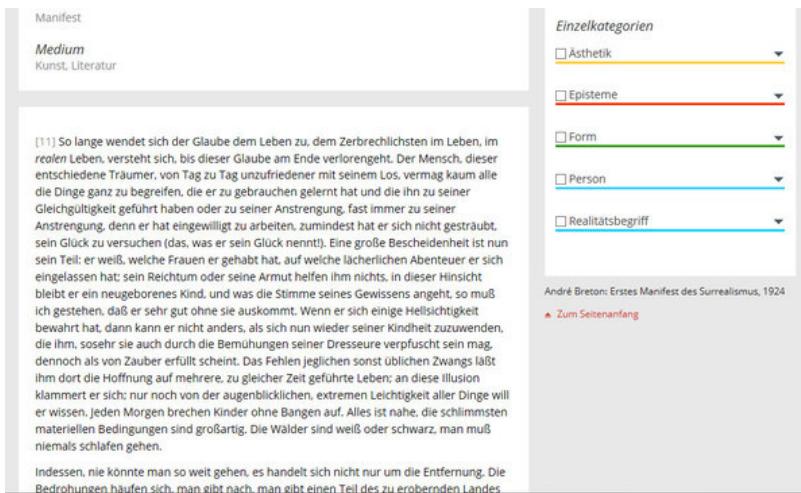 Manifest
Medium
Kunst, Literatur
[11] So lange wendet sich der Glaube dem Leben zu, dem Zerbrechlichsten im Leben, im
realen Leben, versteht sich, bis dieser Glaube am Ende verlorengeht. Der Mensch, dieser
entschiedene Träumer, von Tag zu Tag unzufriedener mit seinem Los, vermag kaum alle
die Dinge ganz zu begreifen, die er zu gebrauchen gelernt hat und die ihn zu seiner
Gleichgültigkeit geführt haben oder zu seiner Anstrengung, fast immer zu seiner
Anstrengung, denn er hat eingewilligt zu arbeiten, zumindest hat er sich nicht gesträubt,
sein Glück zu versuchen (das, was er sein Glück nennt!). Eine große Bescheidenheit ist nun
sein Teil: er weiß, welche Frauen er gehabt hat, auf welche lächerlichen Abenteuer er sich
eingelassen hat; sein Reichtum oder seine Armut helfen ihm nichts, in dieser Hinsicht
bleibt er ein neugeborenes Kind, und was die Stimme seines Gewissens angeht, so muß
ich gestehen, daß er sehr gut ohne sie auskommt. Wenn er sich einige Hellsichtigkeit
bewahrt hat, dann kann er nicht anders, als sich nun wieder seiner Kindheit zuzuwenden,
die ihm, sosehr sie auch durch die Bemühungen seiner Dresseure verpfuscht sein mag,
dennoch als von Zauber erfüllt scheint. Das Fehlen jeglichen sonst üblichen Zwangs läßt
ihm dort die Hoffnung auf mehrere, zu gleicher Zeit geführte Leben; an diese Illusion
klammert er sich; nur noch von der augenblicklichen, extremen Leichtigkeit aller Dinge will
er wissen. Jeden Morgen brechen Kinder ohne Bangen auf. Alles ist nahe, die schlimmsten
materiellen Bedingungen sind großartig. Die Wälder sind weiß oder schwarz, man muß
niemals schlafen gehen.
Indessen, nie könnte man so weit gehen, es handelt sich nicht nur um die Entfernung. Die
Bedrohungen häufen sich, man gibt nach, man gibt einen Teil des zu erobernden Landes
Einzelkategorien
Ästhetik
Episteme
Form
Person
Realitätsbegriff
André Breton: Erstes Manifest des Surrealismus, 1924
Zum Seitenanfang